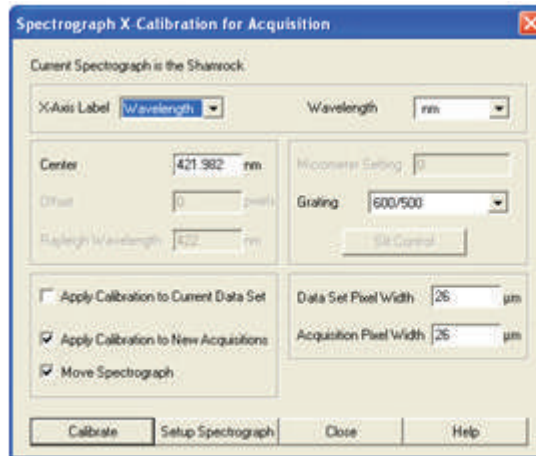 Spectrograph X-Calibration for Acquisition
Current Spectrograph is the Shamrock
X-Axis Label Wavelength Wavelength nm
Center 421.982 nm Micrometer Setting 0
Offset 0 pixels Grating 600/500
Rayleigh Wavelength 422 nm Slit Control
Apply Calibration to Current Data Set Data Set Pixel Width 26 µm
Apply Calibration to New Acquisitions Acquisition Pixel Width 26 µm
Move Spectrograph
Calibrate Setup Spectrograph Close Help